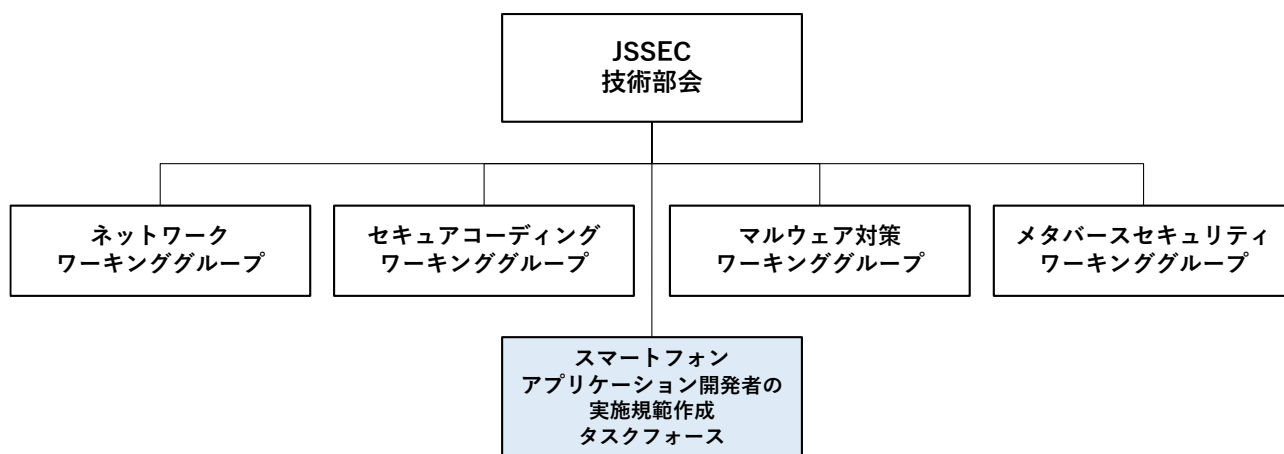 JSSEC
技術部会
ネットワーク
ワーキンググループ
セキュアコーディング
ワーキンググループ
マルウェア対策
ワーキンググループ
メタバースセキュリティ
ワーキンググループ
スマートフォン
アプリケーション開発者の
実施規範作成
タスクフォース